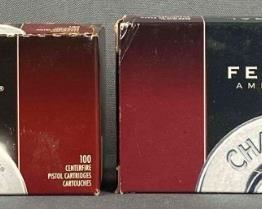 100
CENTERFIRE
PISTOL CARTRIDGES
CARTOUCHES
FE
AM
CHA